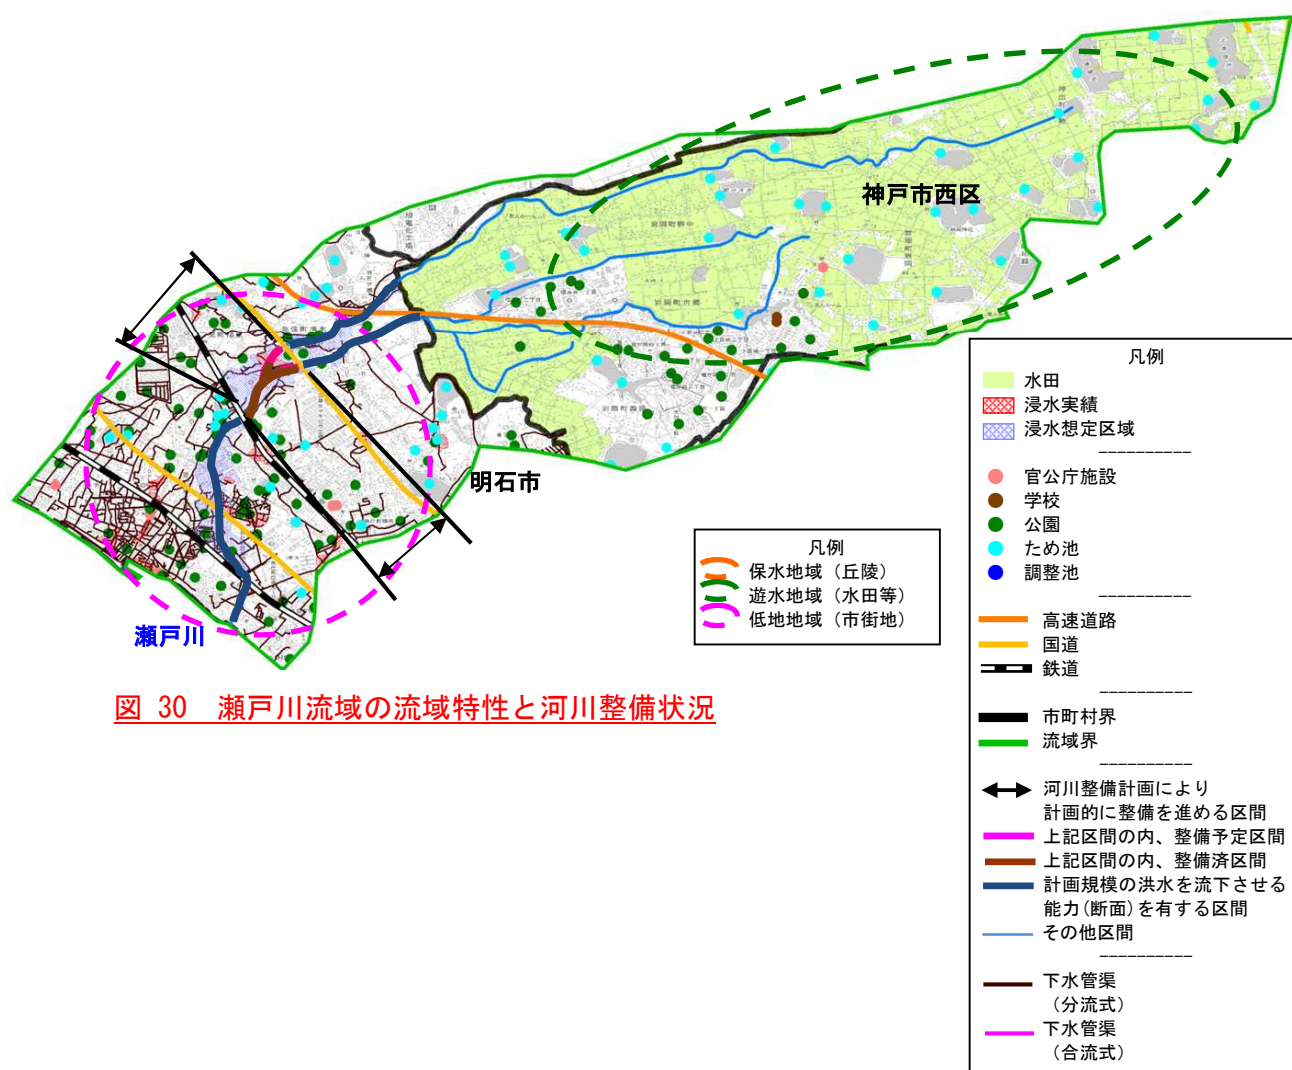 神戸市西区
明石市
瀬戸川
図 30　瀬戸川流域の流域特性と河川整備状況
凡例
保水地域（丘陵）
遊水地域（水田等）
低地地域（市街地）
凡例
水田
浸水実績
浸水想定区域
----------
官公庁施設
学校
公園
ため池
調整池
----------
高速道路
国道
鉄道
----------
市町村界
流域界
----------
河川整備計画により
計画的に整備を進める区間
上記区間の内、整備予定区間
上記区間の内、整備済区間
計画規模の洪水を流下させる
能力(断面)を有する区間
その他区間
----------
下水管渠
（分流式）
下水管渠
（合流式）